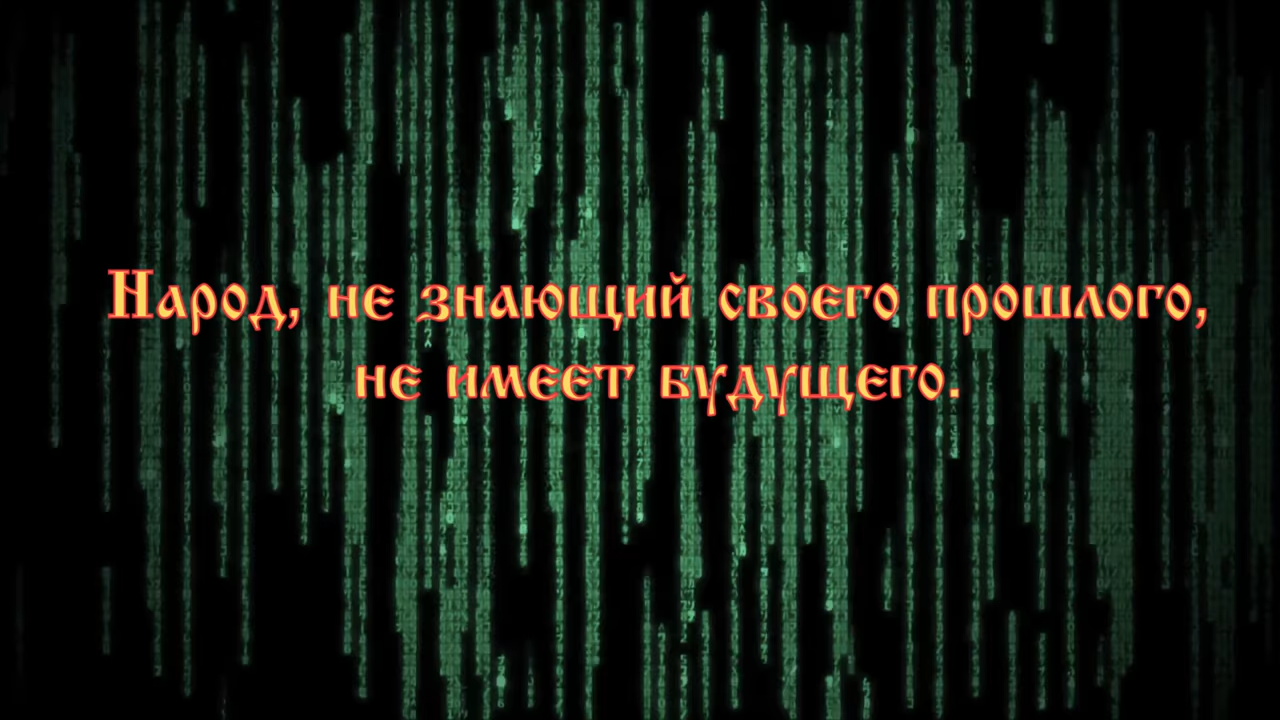 Народ, не знающий своего прошлого,
не имеет будущего.